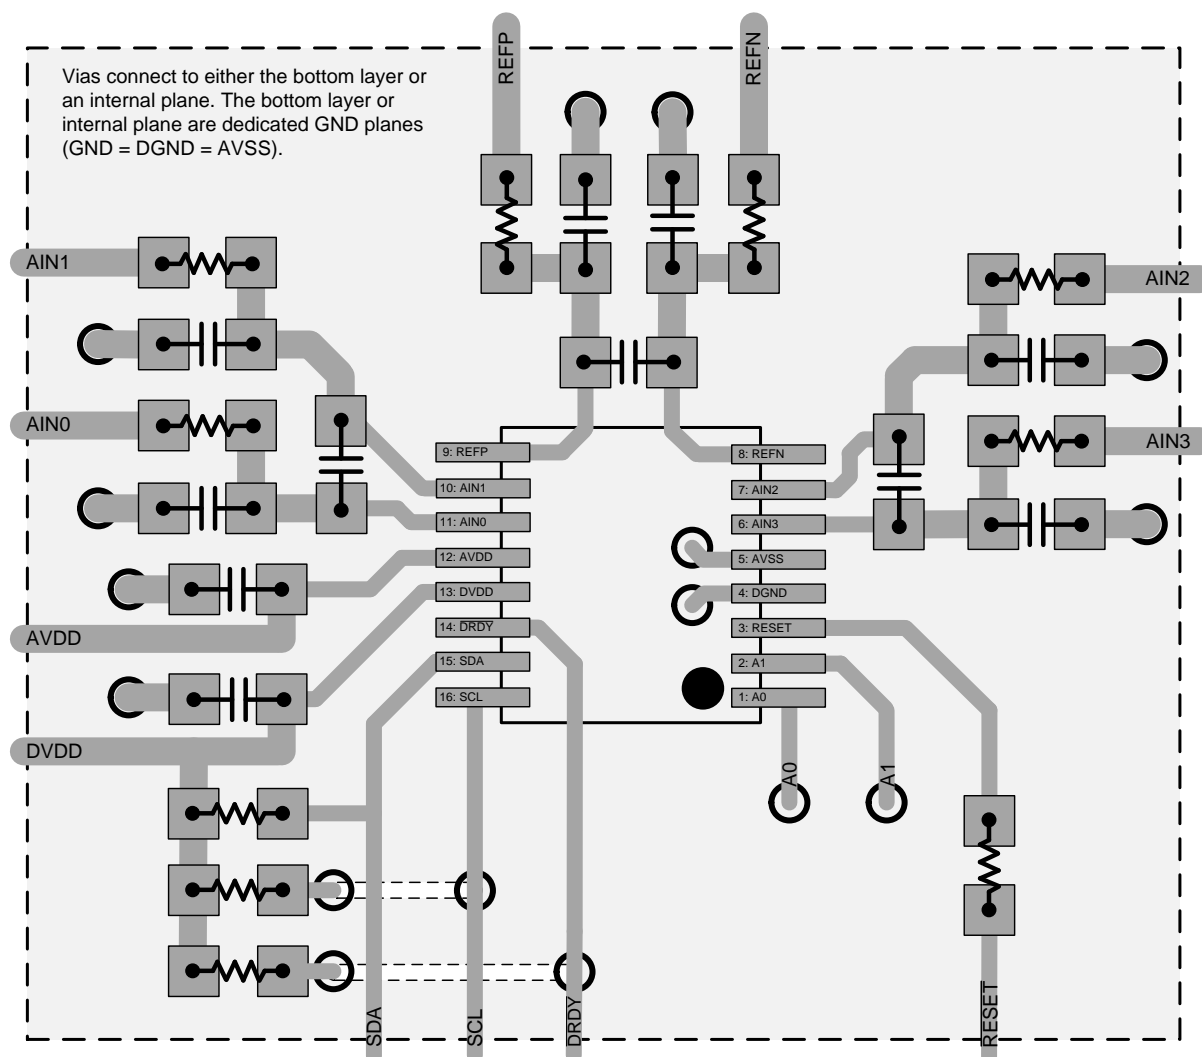 REFP
REFN
Vias connect to either the bottom layer or
an internal plane. The bottom layer or
internal plane are dedicated GND planes
(GND = DGND = AVSS).
AIN1
AIN2
AIN0
AIN3
9: REFP
8: REFN
10: AIN1
7: AIN2
11: AIN0
6: AIN3
12: AVDD
5: AVSS
13: DVDD
4: DGND
14: DRDY
3: RESET
15: SDA
2: A1
16: SCL
1: A0
AVDD
DVDD
A0
A1
SDA
SCL
DRDY
RESET